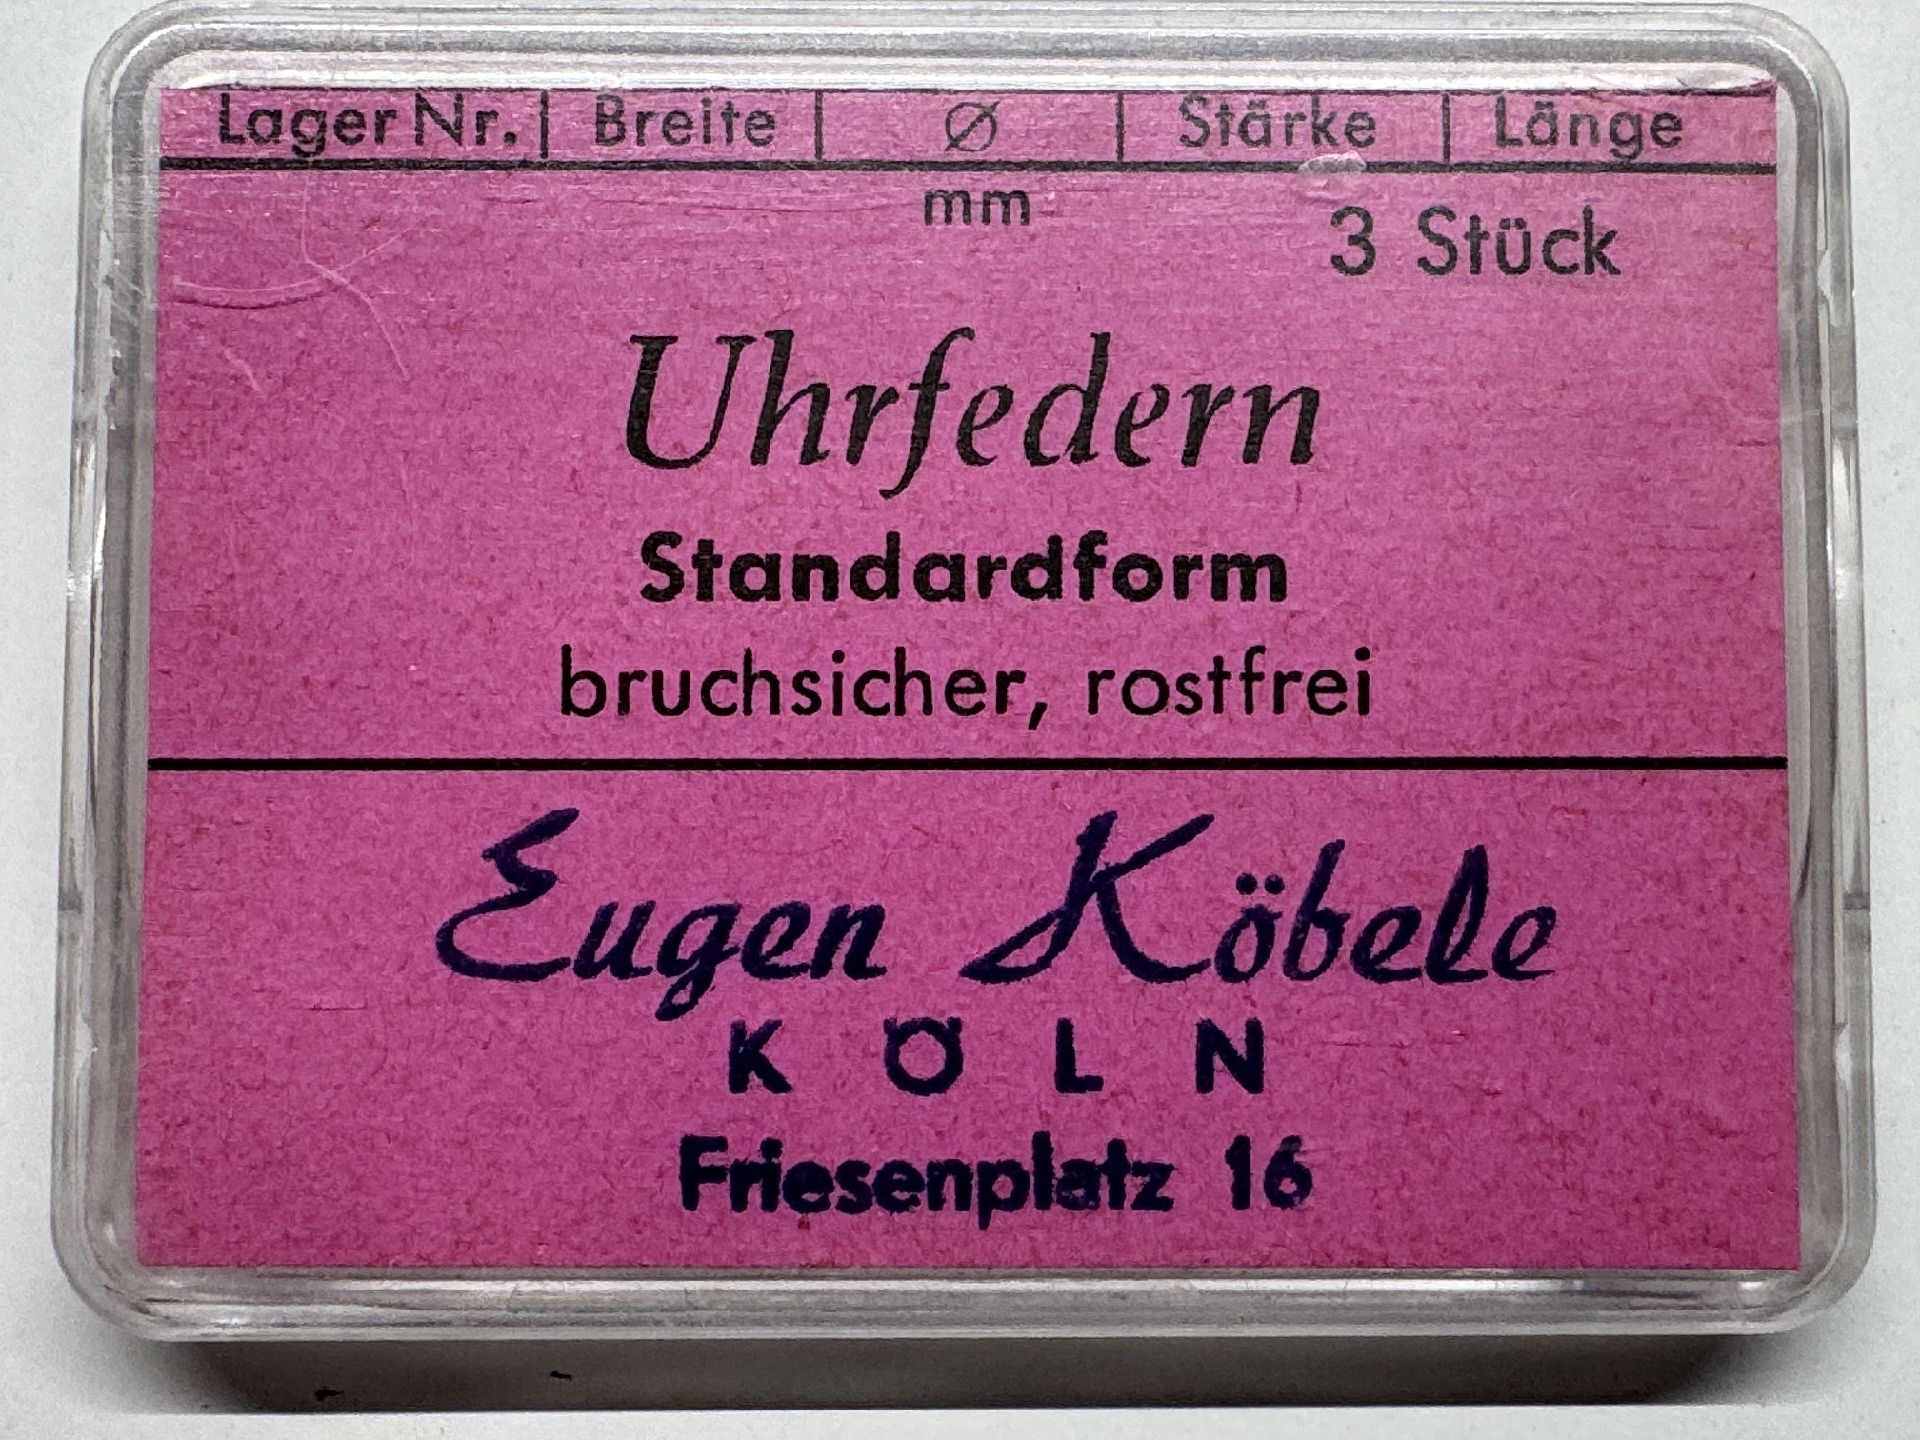 Lager Nr. | Breite | Ø | Stärke | Länge
mm
3 Stück
Uhrfedern
Standardform
bruchsicher, rostfrei
Eugen Köbele
KÖLN
Friesenplatz 16